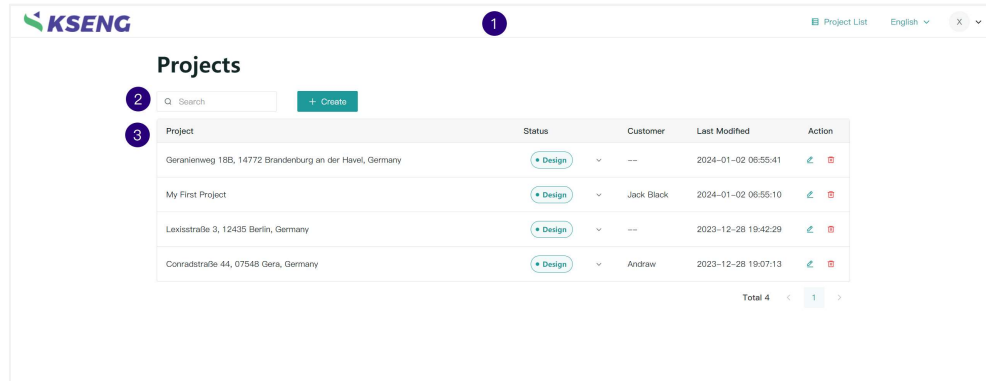 KSENG
1
Project List English X
Projects
2 Search + Create
3 Project Status Customer Last Modified Action
Geranienweg 18B, 14772 Brandenburg an der Havel, Germany Design -- 2024-01-02 06:55:41
My First Project Design Jack Black 2024-01-02 06:55:10
Lexisstraße 3, 12435 Berlin, Germany Design -- 2023-12-28 19:42:29
Conradstraße 44, 07548 Gera, Germany Design Andraw 2023-12-28 19:07:13
Total 4 < 1 >